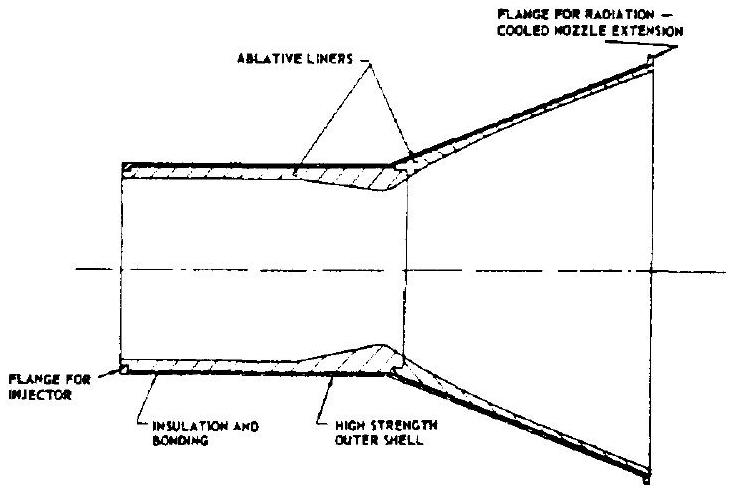 FLANGE FOR RADIATION —
COOLED NOZZLE EXTENSION
ABLATIVE LINERS
FLANGE FOR
INJECTOR
INSULATION AND
BONDING
HIGH STRENGTH
OUTER SHELL